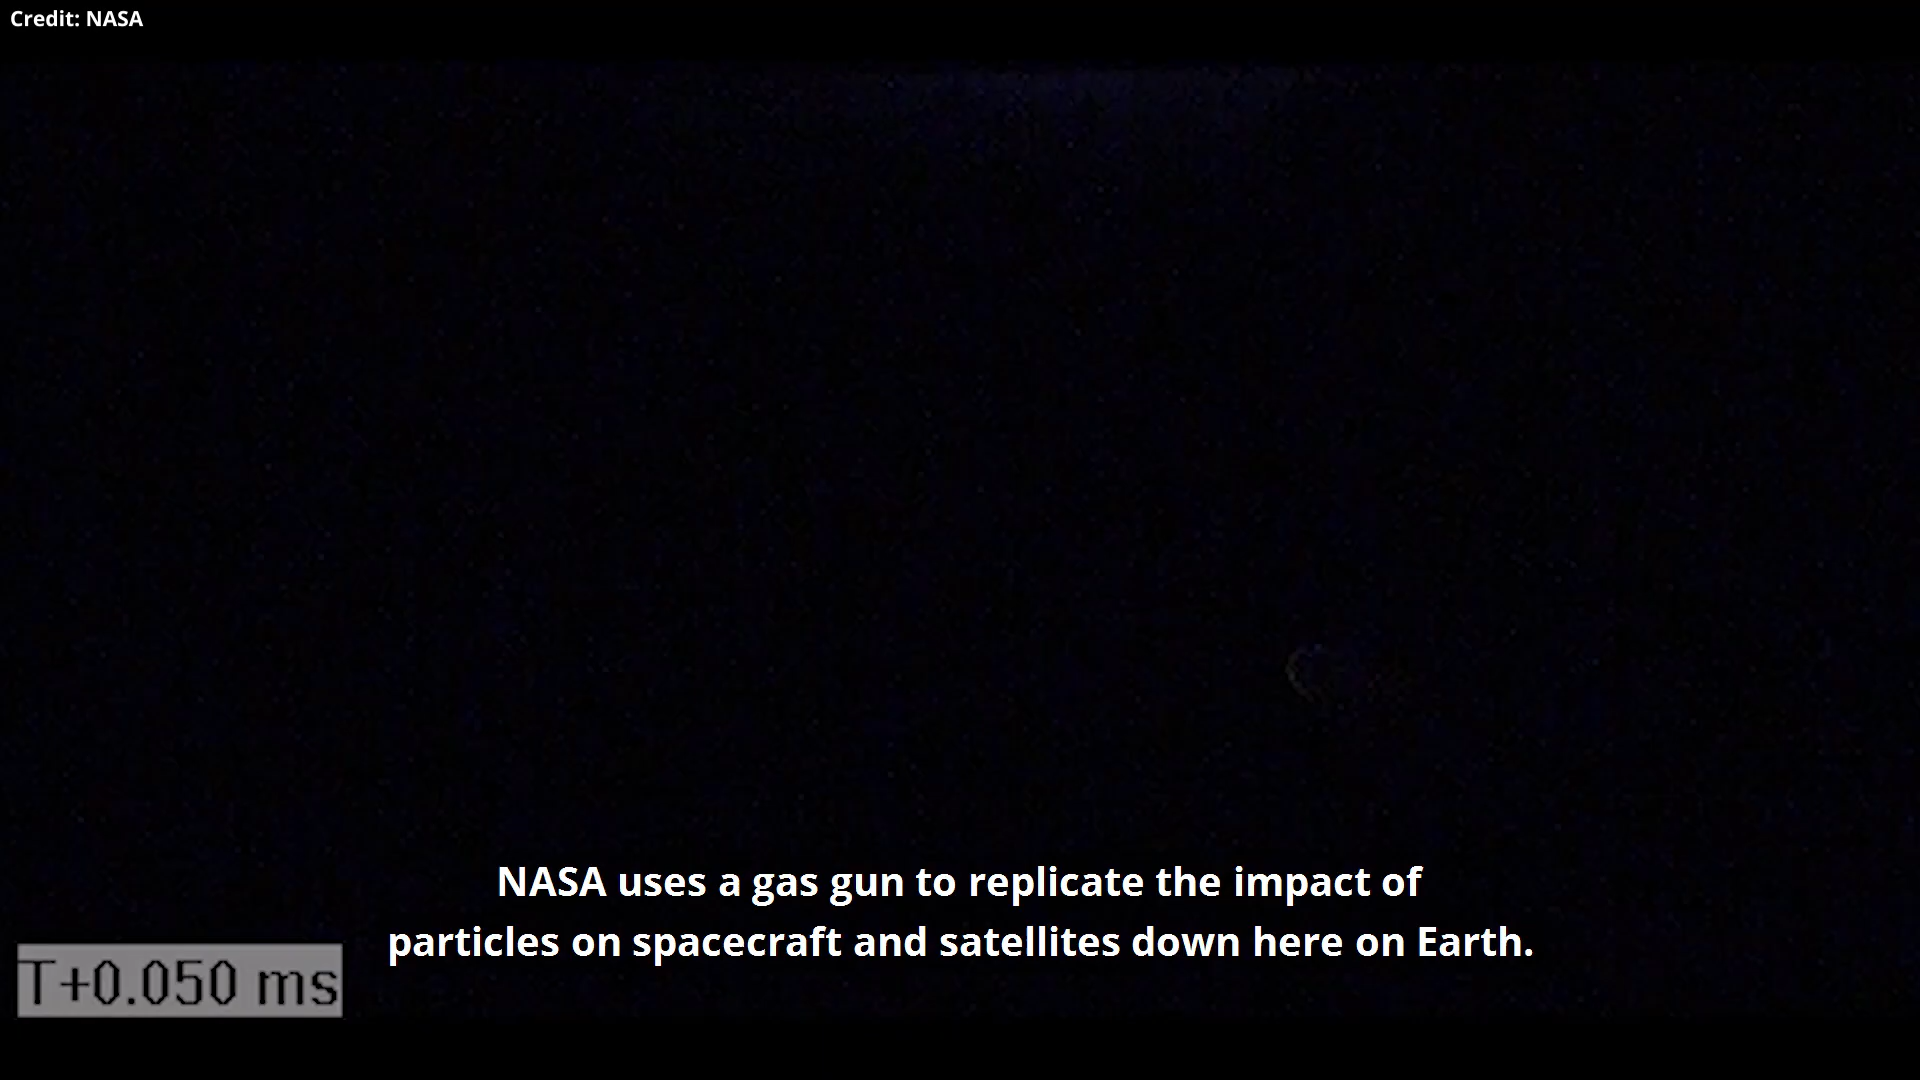 Credit: NASA
NASA uses a gas gun to replicate the impact of
particles on spacecraft and satellites down here on Earth.
T+0.050 ms